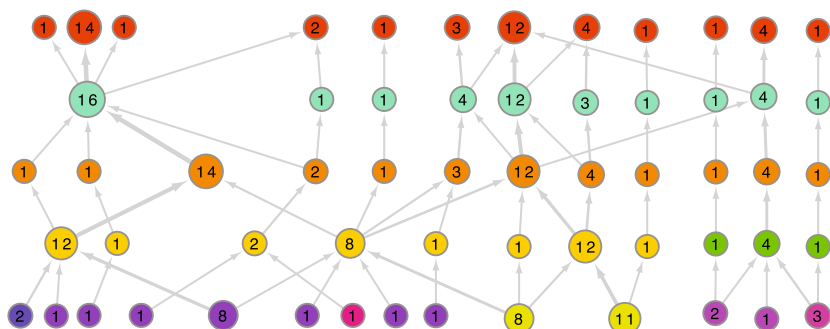 1 14 1 2 1 3 12 4 1 1 4 1
16 1 1 4 12 3 1 1 4 1
1 1 14 2 1 3 12 4 1 1 4 1
12 1 2 8 1 1 12 1 1 4 1
2 1 1 1 8 1 1 1 1 8 11 2 1 3